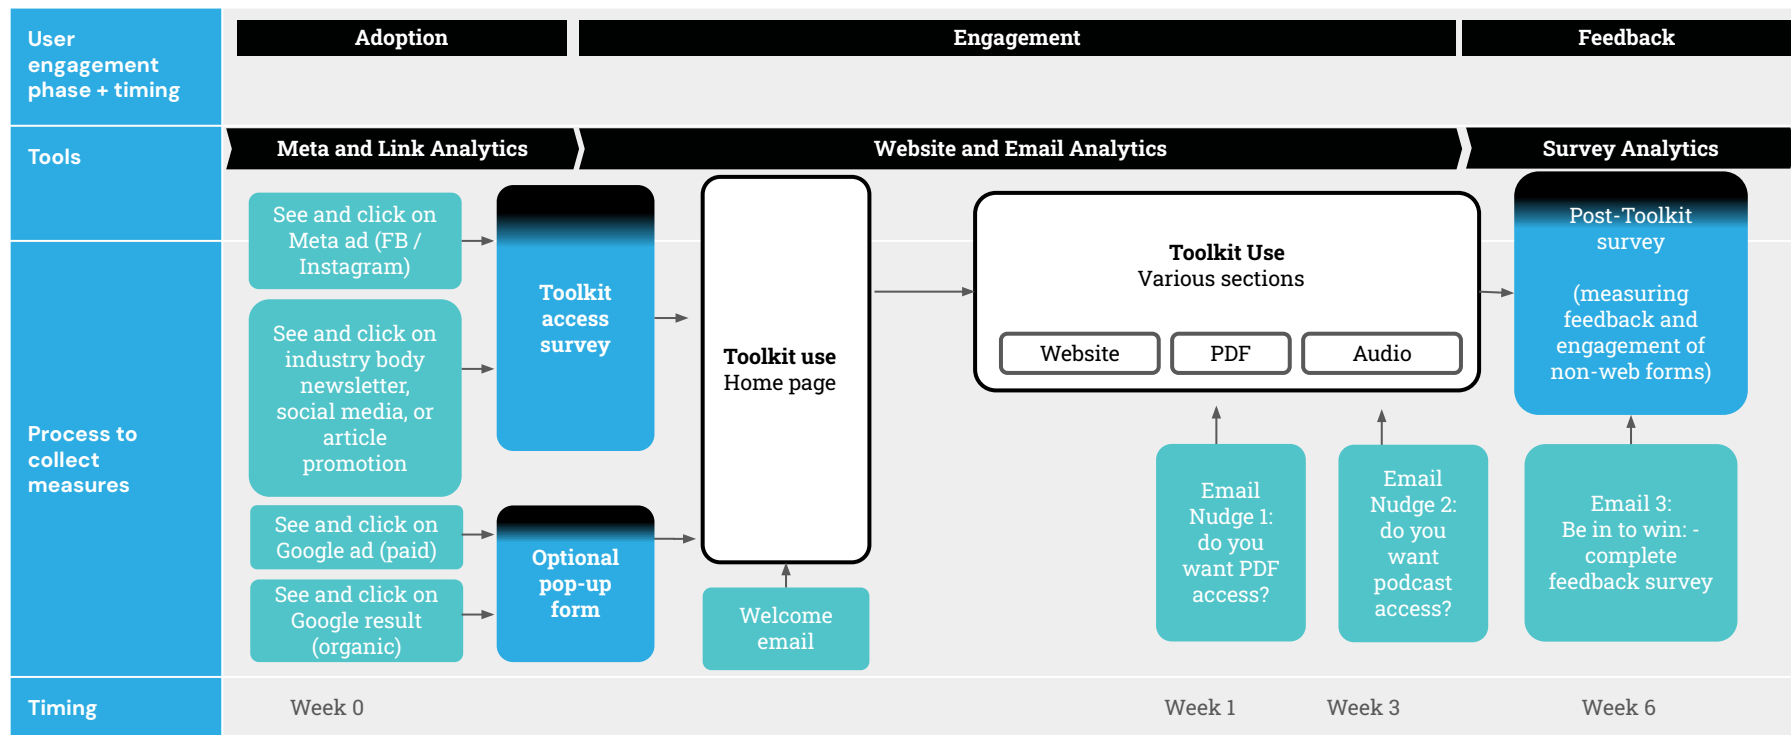 User
engagement
phase + timing
Adoption
Engagement
Feedback
Tools
Meta and Link Analytics
Website and Email Analytics
Survey Analytics
Process to
collect
measures
See and click on
Meta ad (FB /
Instagram)
See and click on
industry body
newsletter,
social media, or
article
promotion
See and click on
Google ad (paid)
See and click on
Google result
(organic)
Toolkit
access
survey
Optional
pop-up
form
Toolkit use
Home page
Welcome
email
Toolkit Use
Various sections
Website
PDF
Audio
Email
Nudge 1:
do you
want PDF
access?
Email
Nudge 2:
do you
want
podcast
access?
Post-Toolkit
survey
(measuring
feedback and
engagement of
non-web forms)
Email 3:
Be in to win: -
complete
feedback survey
Timing
Week 0
Week 1
Week 3
Week 6